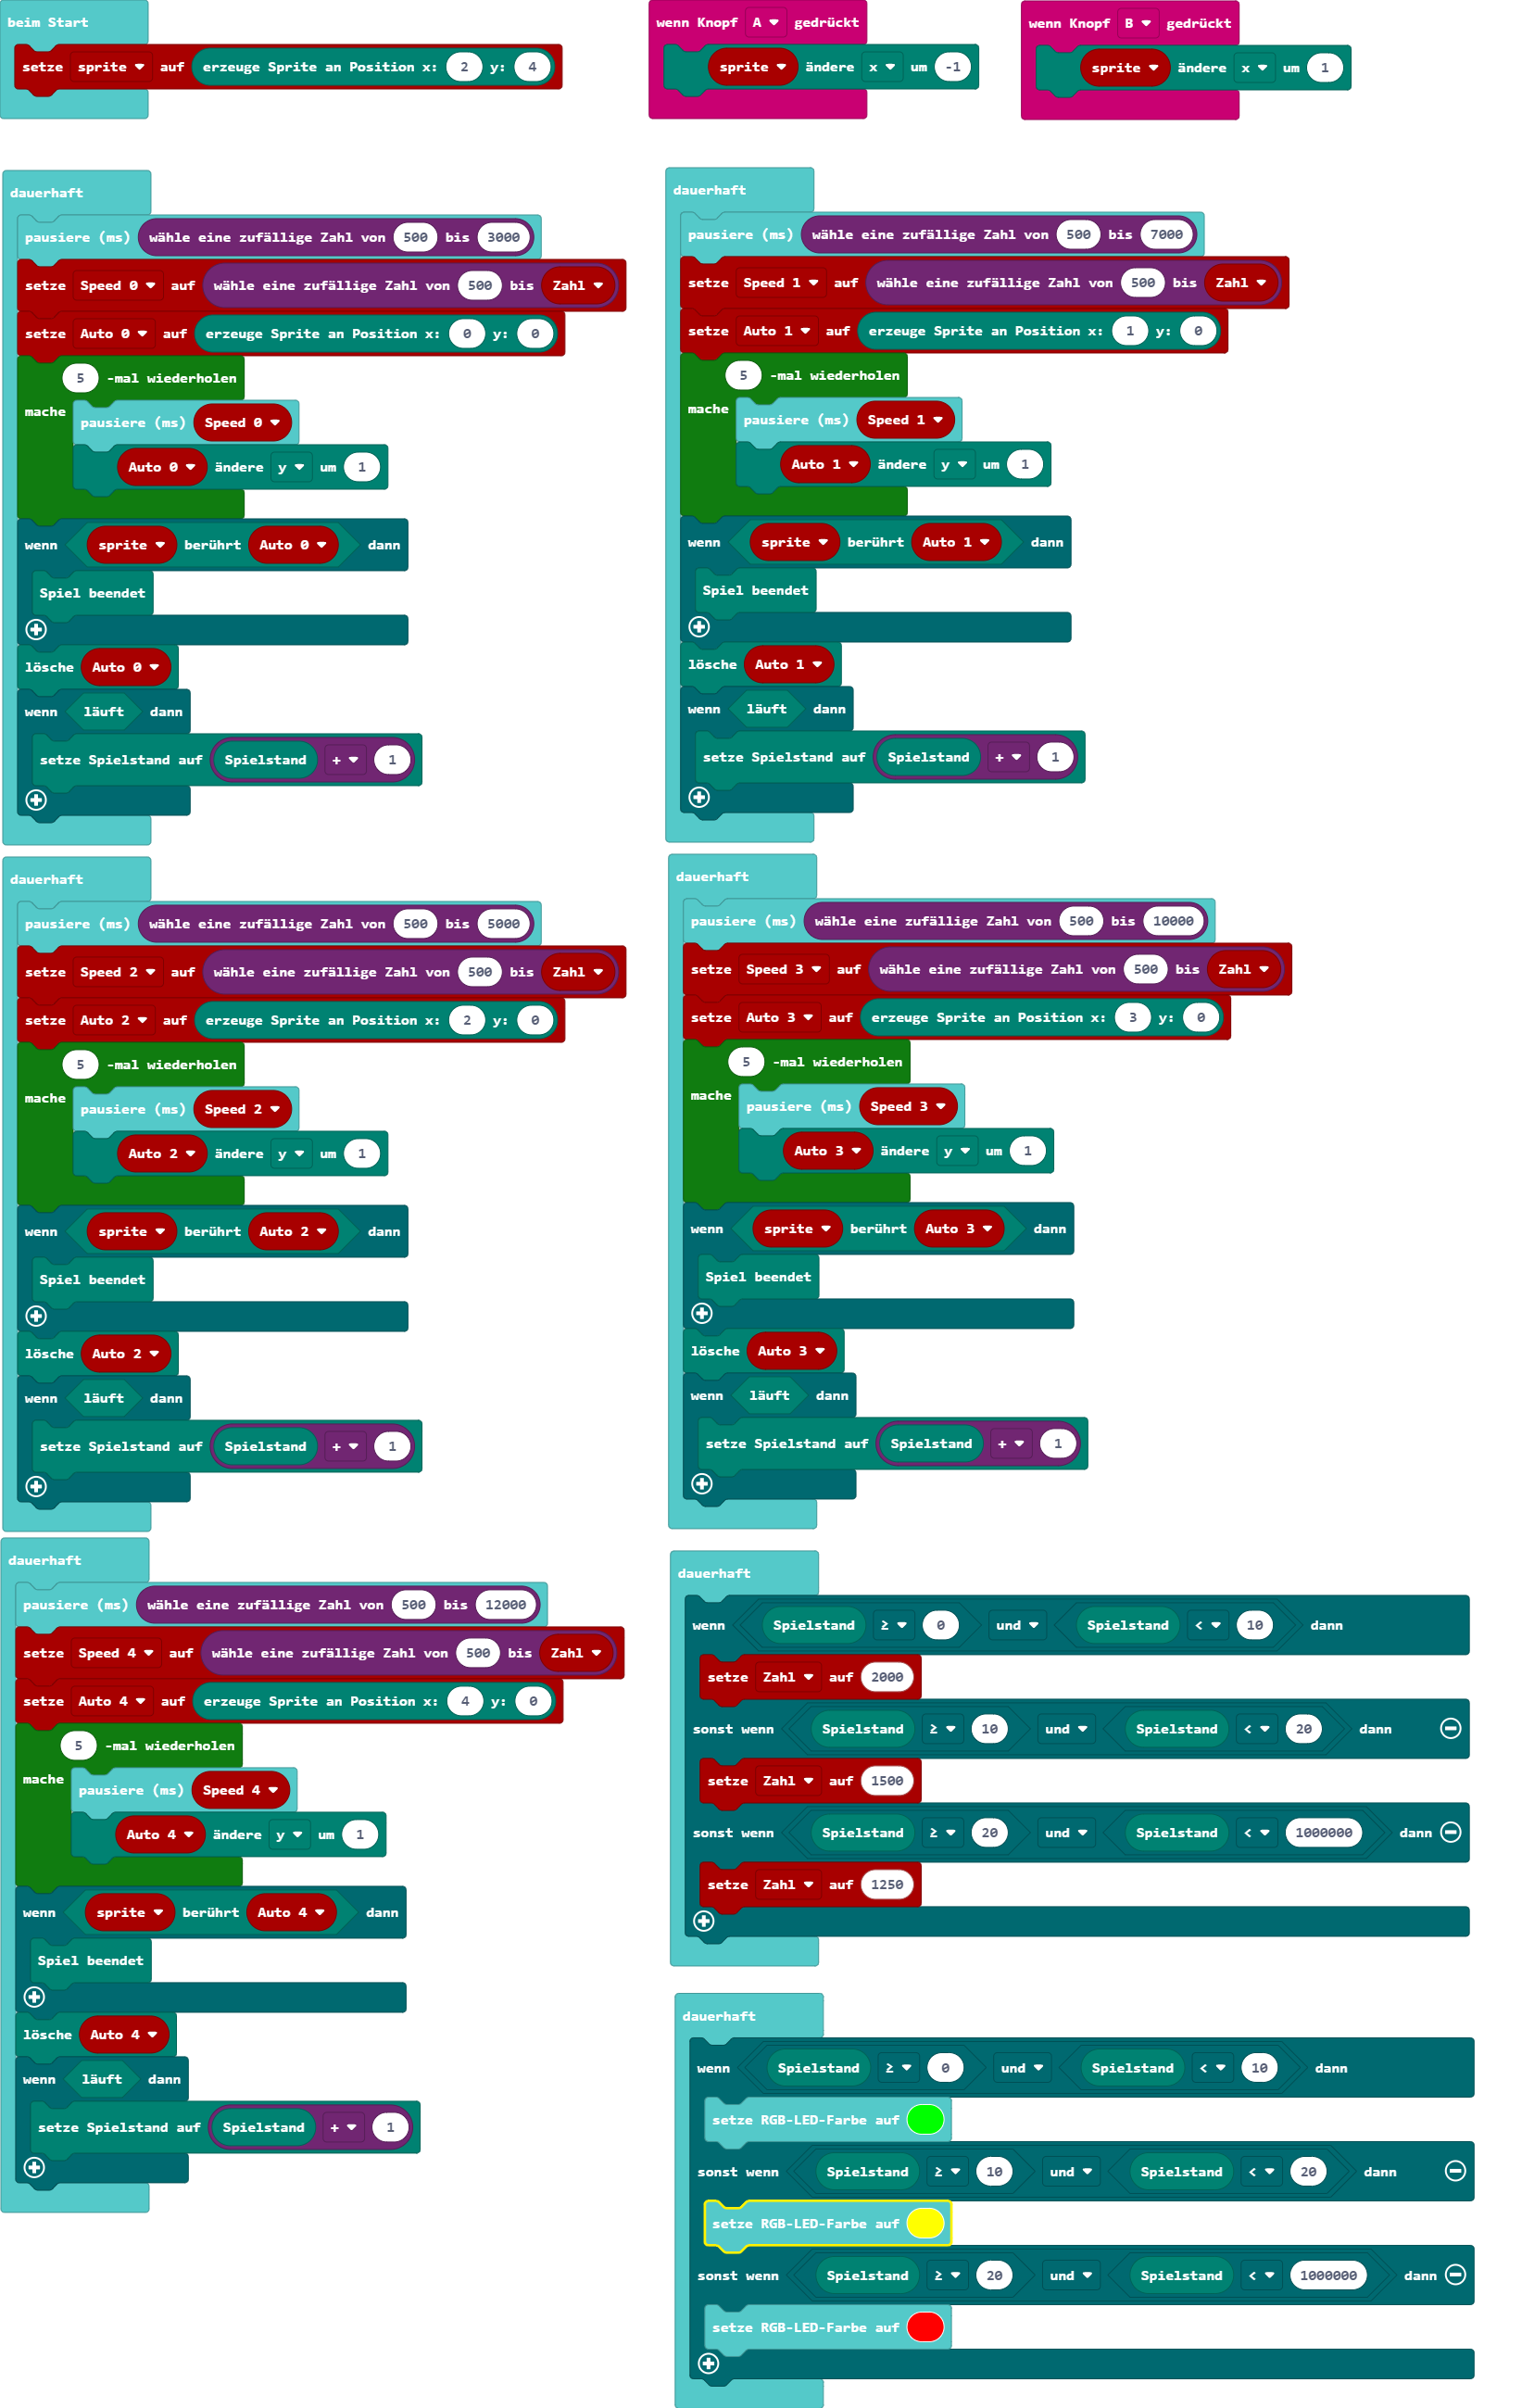 beim Start
setze sprite auf erzeuge Sprite an Position x: 2 y: 4
wenn Knopf A gedrückt
sprite ändere x um -1
wenn Knopf B gedrückt
sprite ändere x um 1
dauerhaft
pausiere (ms) wähle eine zufällige Zahl von 500 bis 3000
setze Speed 0 auf wähle eine zufällige Zahl von 500 bis Zahl
setze Auto 0 auf erzeuge Sprite an Position x: 0 y: 0
5 -mal wiederholen
mache
pausiere (ms) Speed 0
Auto 0 ändere y um 1
wenn sprite berührt Auto 0 dann
Spiel beendet
lösche Auto 0
wenn läuft dann
setze Spielstand auf Spielstand + 1
dauerhaft
pausiere (ms) wähle eine zufällige Zahl von 500 bis 7000
setze Speed 1 auf wähle eine zufällige Zahl von 500 bis Zahl
setze Auto 1 auf erzeuge Sprite an Position x: 1 y: 0
5 -mal wiederholen
mache
pausiere (ms) Speed 1
Auto 1 ändere y um 1
wenn sprite berührt Auto 1 dann
Spiel beendet
lösche Auto 1
wenn läuft dann
setze Spielstand auf Spielstand + 1
dauerhaft
pausiere (ms) wähle eine zufällige Zahl von 500 bis 5000
setze Speed 2 auf wähle eine zufällige Zahl von 500 bis Zahl
setze Auto 2 auf erzeuge Sprite an Position x: 2 y: 0
5 -mal wiederholen
mache
pausiere (ms) Speed 2
Auto 2 ändere y um 1
wenn sprite berührt Auto 2 dann
Spiel beendet
lösche Auto 2
wenn läuft dann
setze Spielstand auf Spielstand + 1
dauerhaft
pausiere (ms) wähle eine zufällige Zahl von 500 bis 10000
setze Speed 3 auf wähle eine zufällige Zahl von 500 bis Zahl
setze Auto 3 auf erzeuge Sprite an Position x: 3 y: 0
5 -mal wiederholen
mache
pausiere (ms) Speed 3
Auto 3 ändere y um 1
wenn sprite berührt Auto 3 dann
Spiel beendet
lösche Auto 3
wenn läuft dann
setze Spielstand auf Spielstand + 1
dauerhaft
pausiere (ms) wähle eine zufällige Zahl von 500 bis 12000
setze Speed 4 auf wähle eine zufällige Zahl von 500 bis Zahl
setze Auto 4 auf erzeuge Sprite an Position x: 4 y: 0
5 -mal wiederholen
mache
pausiere (ms) Speed 4
Auto 4 ändere y um 1
wenn sprite berührt Auto 4 dann
Spiel beendet
lösche Auto 4
wenn läuft dann
setze Spielstand auf Spielstand + 1
dauerhaft
wenn Spielstand ≥ 0 und Spielstand < 10 dann
setze Zahl auf 2000
sonst wenn Spielstand ≥ 10 und Spielstand < 20 dann
setze Zahl auf 1500
sonst wenn Spielstand ≥ 20 und Spielstand < 1000000 dann
setze Zahl auf 1250
dauerhaft
wenn Spielstand ≥ 0 und Spielstand < 10 dann
setze RGB-LED-Farbe auf
sonst wenn Spielstand ≥ 10 und Spielstand < 20 dann
setze RGB-LED-Farbe auf
sonst wenn Spielstand ≥ 20 und Spielstand < 1000000 dann
setze RGB-LED-Farbe auf